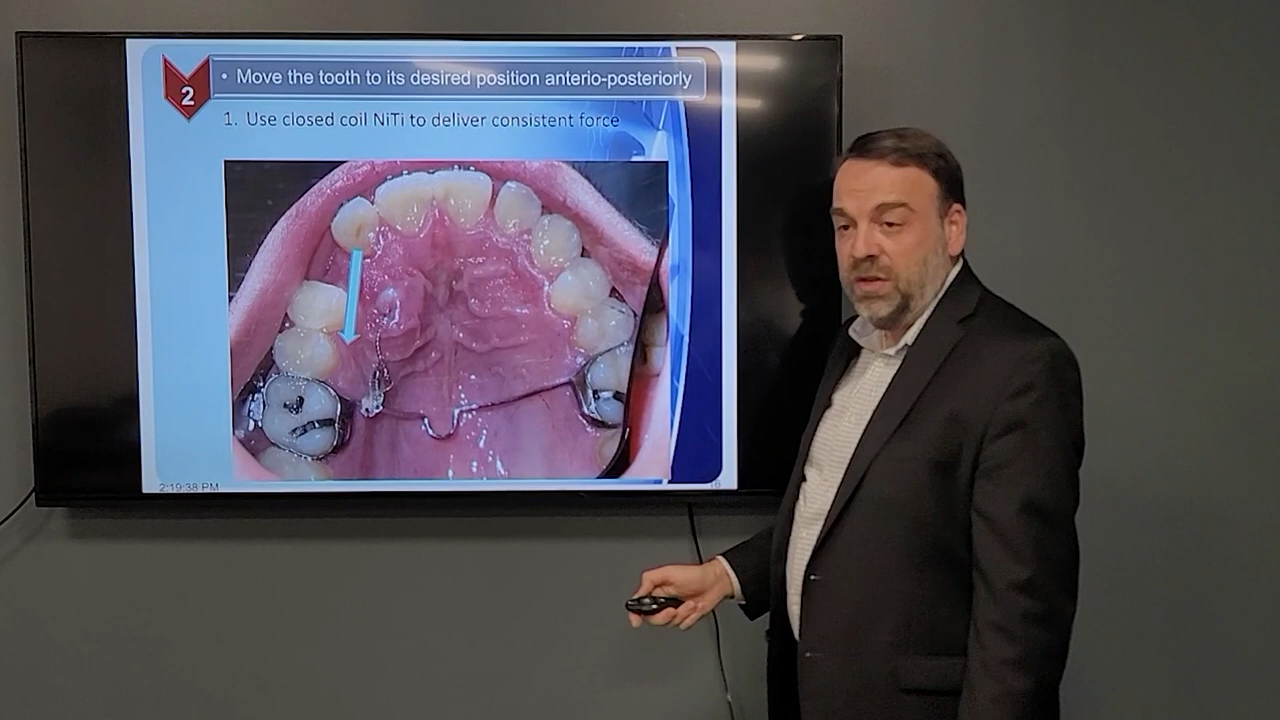 2
• Move the tooth to its desired position anterio-posteriorly
1. Use closed coil NiTi to deliver consistent force
2:19:38 PM
16